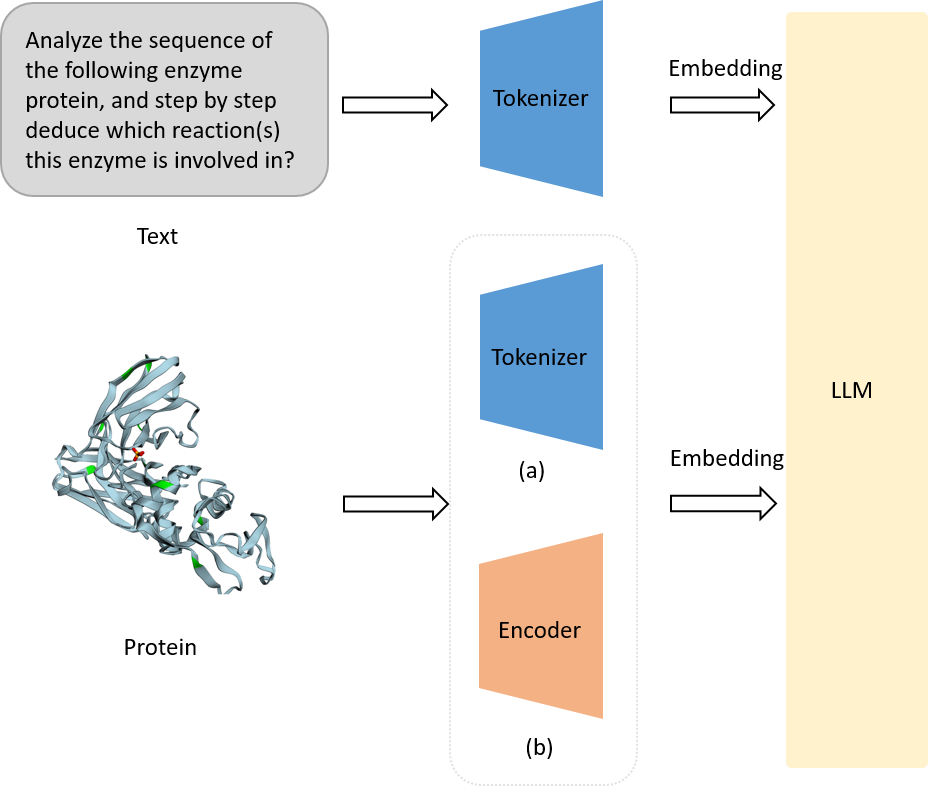 Analyze the sequence of
the following enzyme
protein, and step by step
deduce which reaction(s)
this enzyme is involved in?
Text
Tokenizer
Embedding
Protein
Tokenizer
(a)
Encoder
(b)
Embedding
LLM